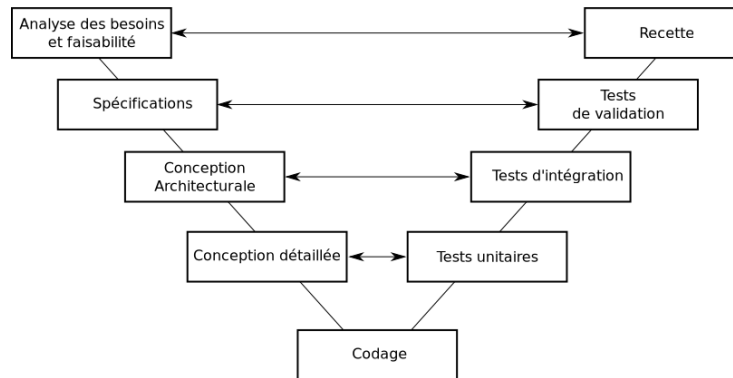 Analyse des besoins
et faisabilité
Recette
Spécifications
Tests
de validation
Conception
Architecturale
Tests d'intégration
Conception détaillée
Tests unitaires
Codage